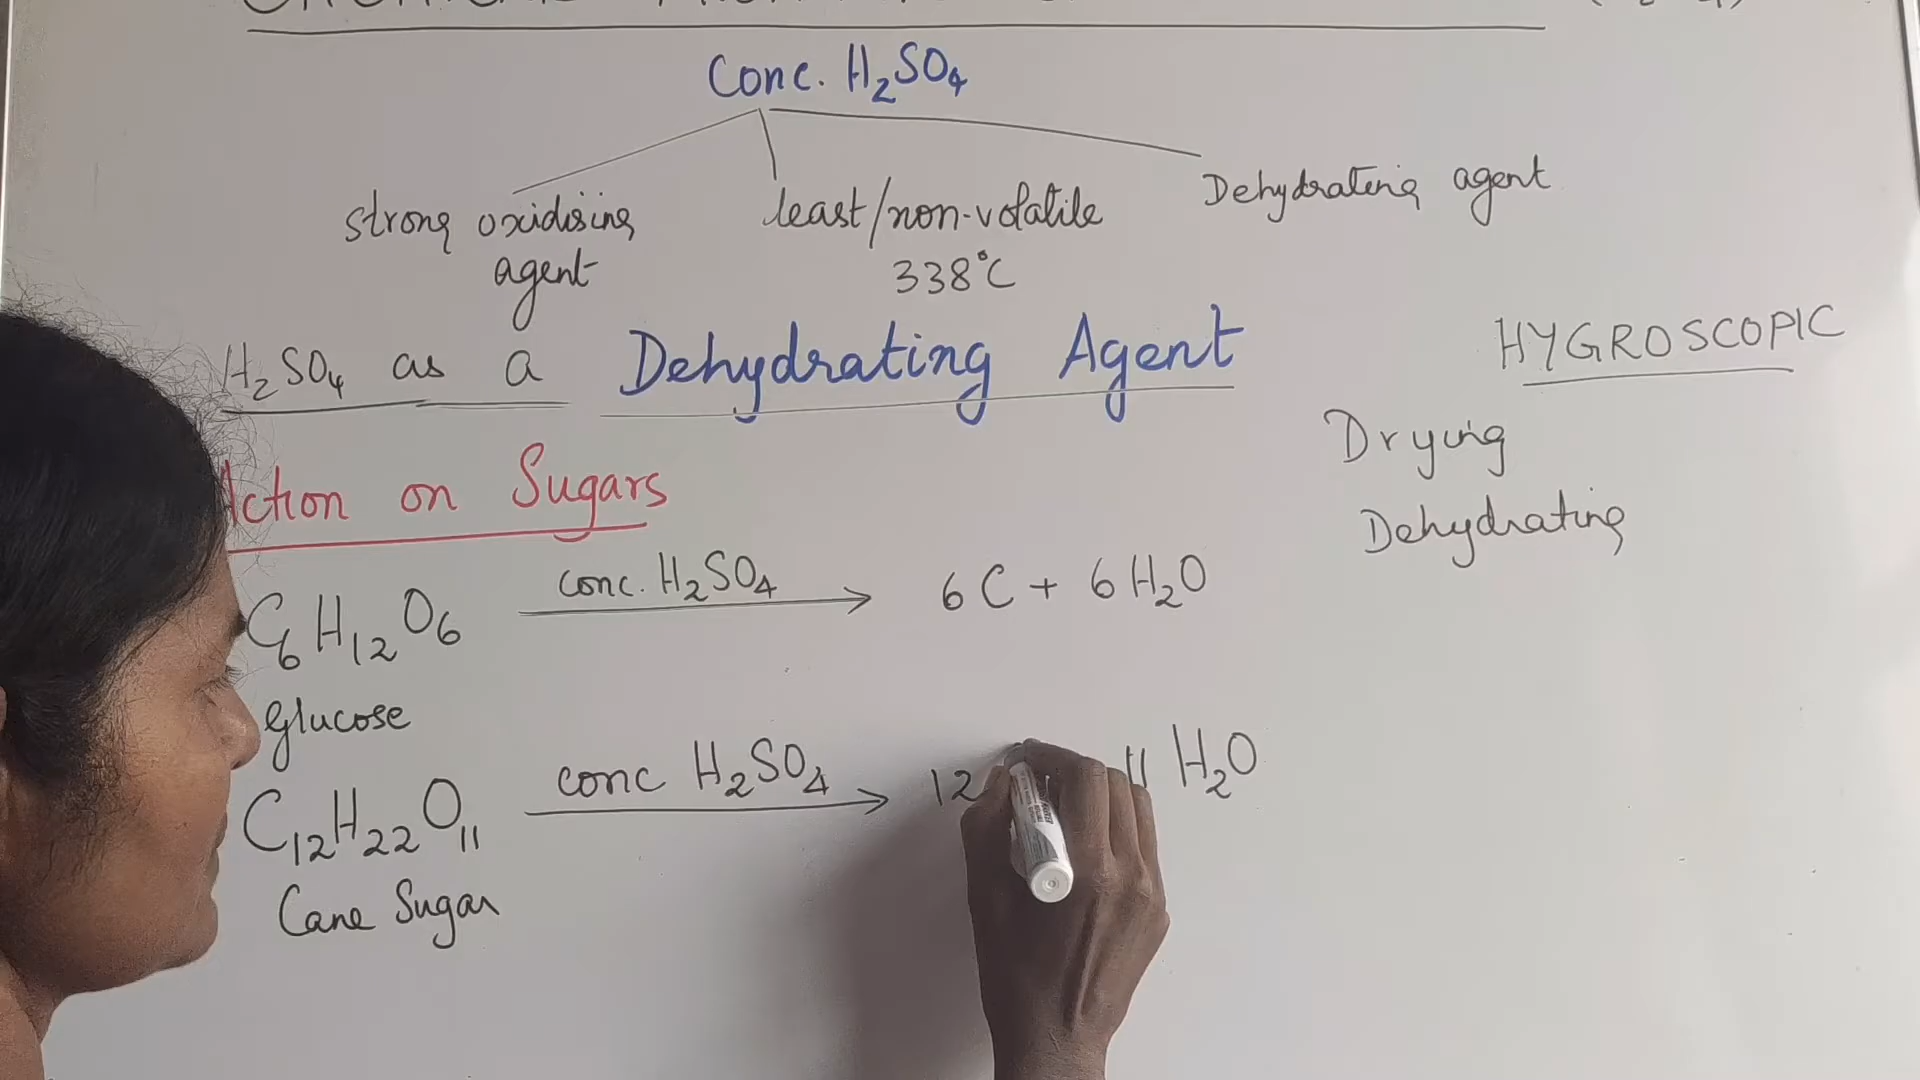 Conc. H₂SO₄
strong oxidising agent
least/non-volatile
338°C
Dehydrating agent
H₂SO₄ as a Dehydrating Agent
HYGROSCOPIC
Drying
Dehydrating
Action on Sugars
C₆H₁₂O₆ conc. H₂SO₄ → 6C + 6H₂O
Glucose
C₁₂H₂₂O₁₁ conc H₂SO₄ → 12 11 H₂O
Cane Sugar